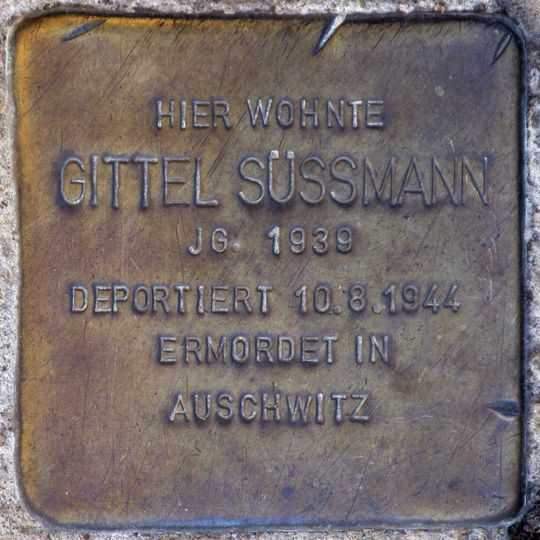 HIER WOHNTE
GITTEL SÜSSMANN
JG. 1939
DEPORTIERT 10.8.1944
ERMORDET IN
AUSCHWITZ